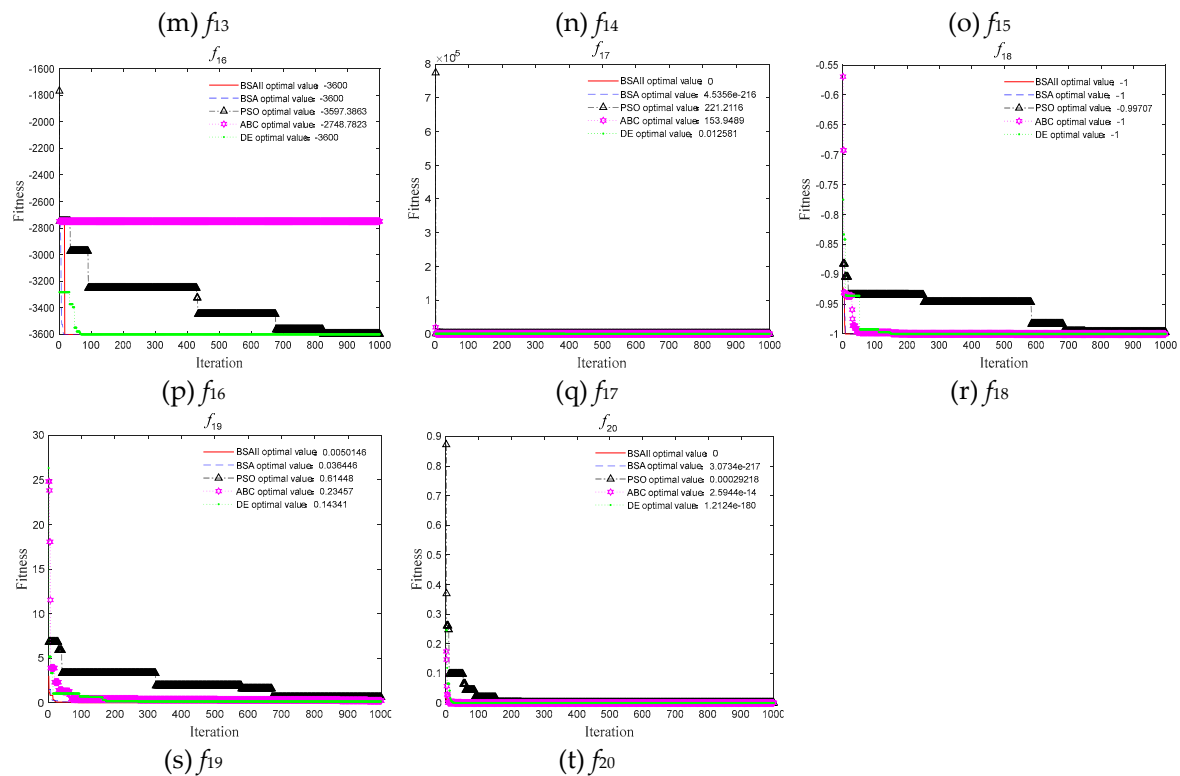 (m) f13
(n) f14
(o) f15
f16
-1600
-1800
-2000
-2200
-2400
-2600
-2800
-3000
-3200
-3400
-3600
Fitness
BSAII optimal value: -3600
BSA optimal value: -3600
PSO optimal value: -3597.3863
ABC optimal value: -2748.7823
DE optimal value: -3600
0 100 200 300 400 500 600 700 800 900 1000
Iteration
(p) f16
f17
×10^5
8
7
6
5
4
3
2
1
0
Fitness
BSAII optimal value: 0
BSA optimal value: 4.5356e-216
PSO optimal value: 221.2116
ABC optimal value: 153.9489
DE optimal value: 0.012581
0 100 200 300 400 500 600 700 800 900 1000
Iteration
(q) f17
f18
-0.55
-0.6
-0.65
-0.7
-0.75
-0.8
-0.85
-0.9
-0.95
-1
Fitness
BSAII optimal value: -1
BSA optimal value: -1
PSO optimal value: -0.99707
ABC optimal value: -1
DE optimal value: -1
0 100 200 300 400 500 600 700 800 900 1000
Iteration
(r) f18
f19
30
25
20
15
10
5
0
Fitness
BSAII optimal value: 0.0050146
BSA optimal value: 0.036446
PSO optimal value: 0.61448
ABC optimal value: 0.23457
DE optimal value: 0.14341
0 100 200 300 400 500 600 700 800 900 1000
Iteration
(s) f19
f20
0.9
0.8
0.7
0.6
0.5
0.4
0.3
0.2
0.1
0
Fitness
BSAII optimal value: 0
BSA optimal value: 3.0734e-217
PSO optimal value: 0.00029218
ABC optimal value: 2.5944e-14
DE optimal value: 1.2124e-180
0 100 200 300 400 500 600 700 800 900 1000
Iteration
(t) f20